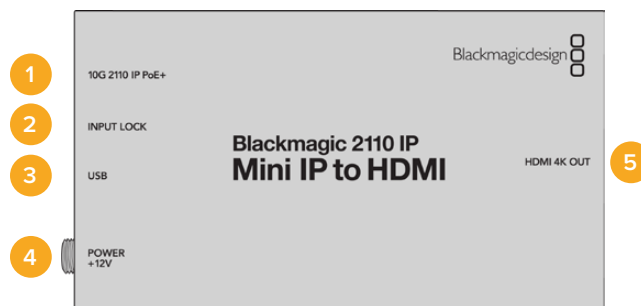 1
10G 2110 IP PoE+
2
INPUT LOCK
3
USB
4
POWER
+12V
Blackmagicdesign
Blackmagic 2110 IP
Mini IP to HDMI
HDMI 4K OUT
5